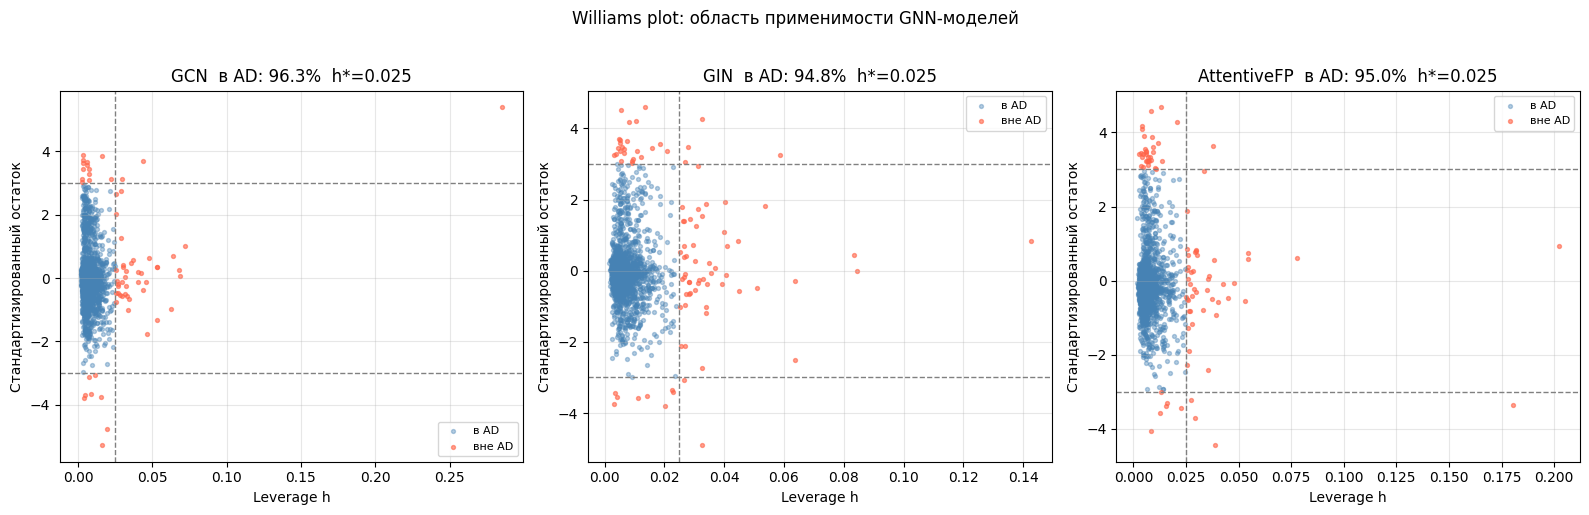 Williams plot: область применимости GNN-моделей
GCN  в AD: 96.3%  h*=0.025
Стандартизированный остаток
4
2
0
−2
−4
0.00 0.05 0.10 0.15 0.20 0.25
Leverage h
в AD
вне AD
GIN  в AD: 94.8%  h*=0.025
Стандартизированный остаток
4
2
0
−2
−4
0.00 0.02 0.04 0.06 0.08 0.10 0.12 0.14
Leverage h
в AD
вне AD
AttentiveFP  в AD: 95.0%  h*=0.025
Стандартизированный остаток
4
2
0
−2
−4
0.000 0.025 0.050 0.075 0.100 0.125 0.150 0.175 0.200
Leverage h
в AD
вне AD